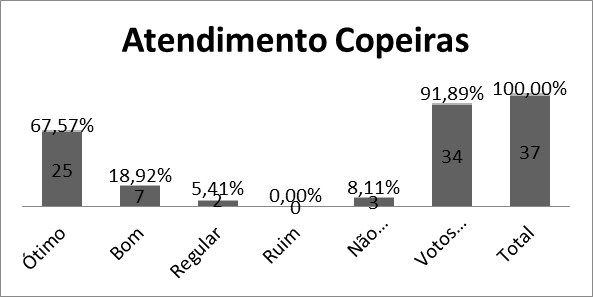 Atendimento Copeiras
67,57% 18,92% 5,41% 0,00% 8,11% 91,89% 100,00%
25 7 2 0 3 34 37
Ótimo Bom Regular Ruim Não... Votos... Total